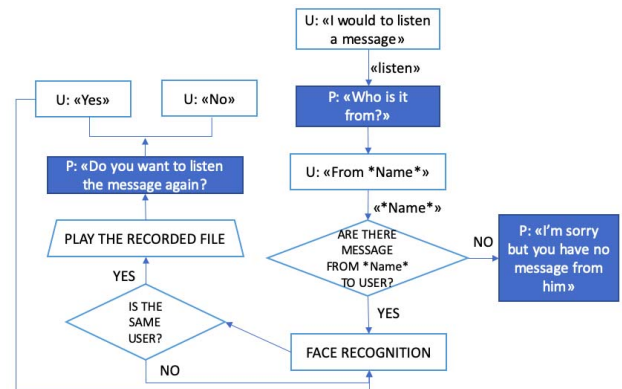 U: «I would to listen
a message»
«listen»
P: «Who is it
from?»
U: «From *Name*»
«*Name*»
ARE THERE
MESSAGE
FROM *Name*
TO USER?
NO
P: «I'm sorry
but you have no
message from
him»
YES
FACE RECOGNITION
IS THE
SAME
USER?
NO
YES
PLAY THE RECORDED FILE
P: «Do you want to listen
the message again?
U: «Yes»
U: «No»